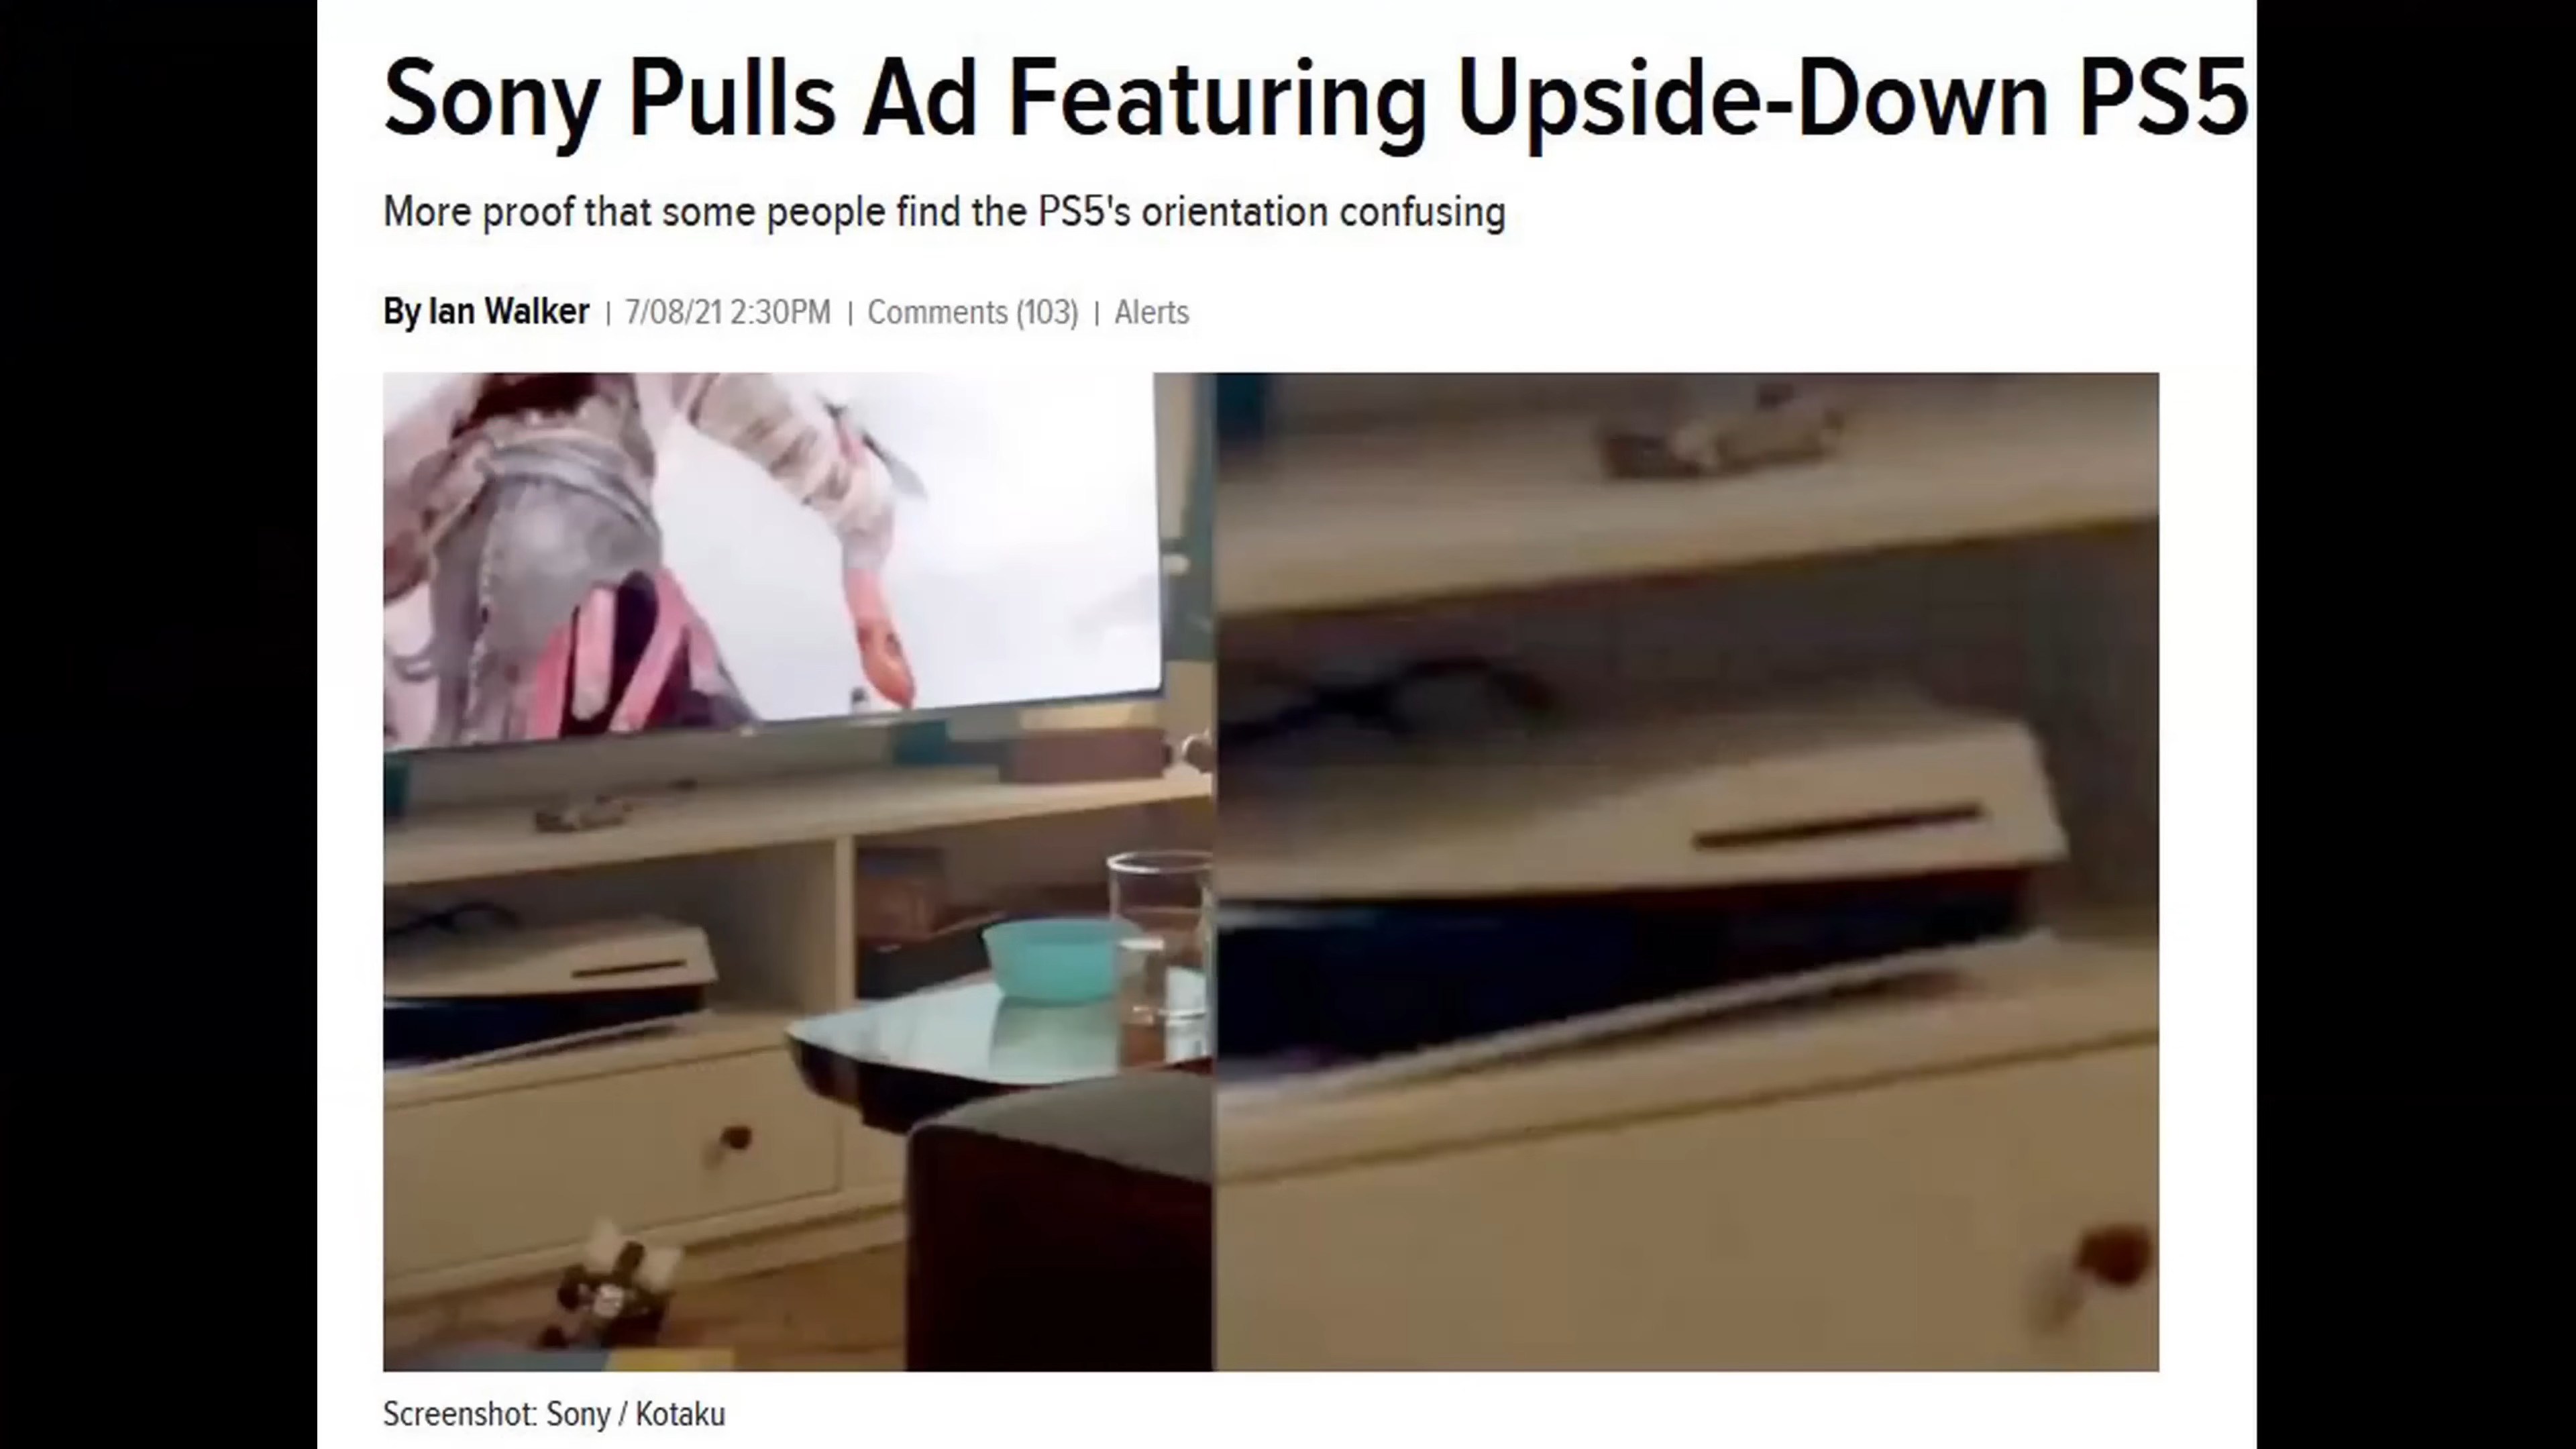 Sony Pulls Ad Featuring Upside-Down PS5
More proof that some people find the PS5's orientation confusing
By Ian Walker | 7/08/21 2:30PM | Comments (103) | Alerts
Screenshot: Sony / Kotaku